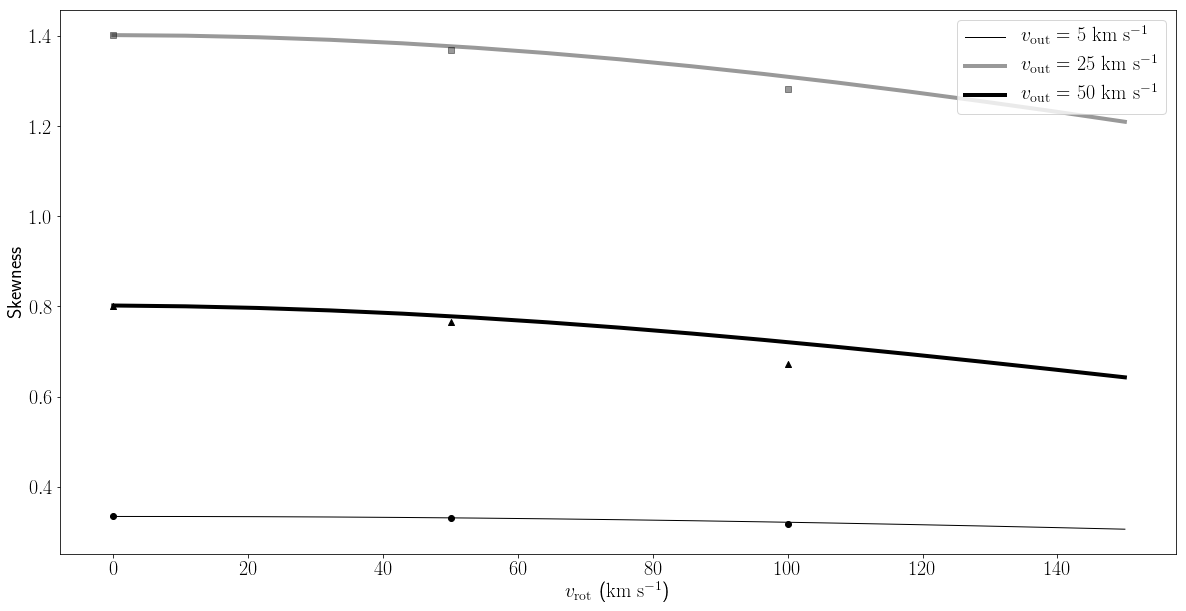 1.4
1.2
1.0
0.8
0.6
0.4
Skewness
v_out = 5 km s⁻¹
v_out = 25 km s⁻¹
v_out = 50 km s⁻¹
0 20 40 60 80 100 120 140
v_rot (km s⁻¹)